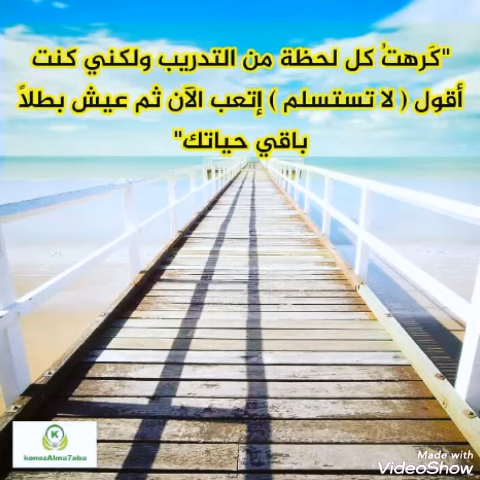 "كَرهتُ كل لحظة من التدريب ولكني كنت
أقول ( لا تستسلم ) إتعب الآن ثم عيش بطلاً
باقي حياتك"
K
konozAlma7aba
Made with
VideoShow